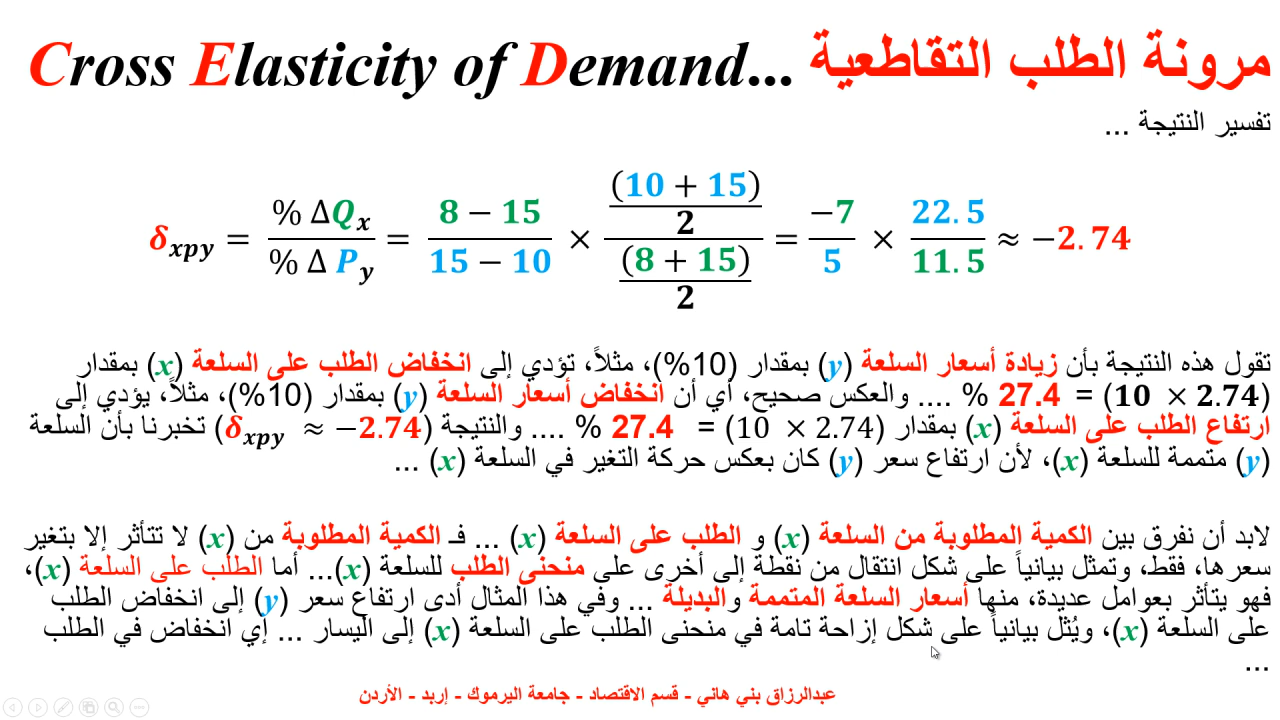 مرونة الطلب التقاطعية Cross Elasticity of Demand...
تفسير النتيجة ...
δ_xpy = % ΔQ_x / % Δ P_y = (8 − 15) / (15 − 10) × ((10 + 15) / 2) / ((8 + 15) / 2) = −7 / 5 × 22.5 / 11.5 ≈ −2.74
تقول هذه النتيجة بأن زيادة أسعار السلعة (y) بمقدار (10%)، مثلاً، تؤدي إلى انخفاض الطلب على السلعة (x) بمقدار
(10 × 2.74) = 27.4 % .... والعكس صحيح، أي أن انخفاض أسعار السلعة (y) بمقدار (10%)، مثلاً، يؤدي إلى
ارتفاع الطلب على السلعة (x) بمقدار (10 × 2.74) = 27.4 % .... والنتيجة (δ_xpy ≈ −2.74) تخبرنا بأن السلعة
(y) متممة للسلعة (x)، لأن ارتفاع سعر (y) كان بعكس حركة التغير في السلعة (x) ...
لابد أن نفرق بين الكمية المطلوبة من السلعة (x) و الطلب على السلعة (x) ... فـ الكمية المطلوبة من (x) لا تتأثر إلا بتغير
سعرها، فقط، وتمثل بيانياً على شكل انتقال من نقطة إلى أخرى على منحنى الطلب للسلعة (x)... أما الطلب على السلعة (x)،
فهو يتأثر بعوامل عديدة، منها أسعار السلعة المتممة والبديلة ... وفي هذا المثال أدى ارتفاع سعر (y) إلى انخفاض الطلب
على السلعة (x)، ويُثل بيانياً على شكل إزاحة تامة في منحنى الطلب على السلعة (x) إلى اليسار ... إي انخفاض في الطلب
...
عبدالرزاق بني هاني - قسم الاقتصاد - جامعة اليرموك - إربد - الأردن